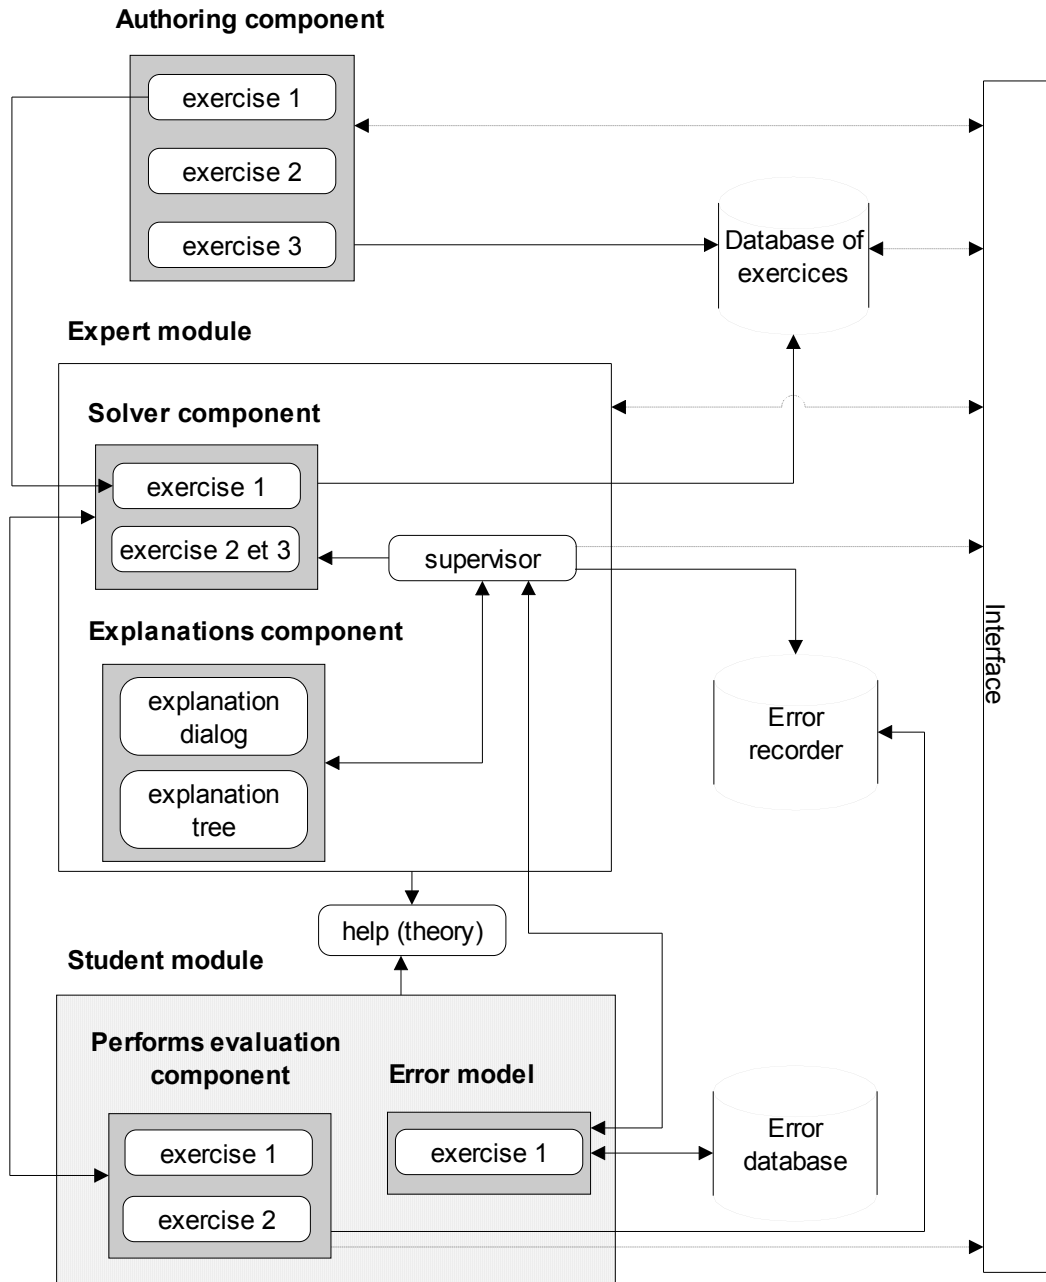 Authoring component
exercise 1
exercise 2
exercise 3
Database of
exercices
Expert module
Solver component
exercise 1
exercise 2 et 3
supervisor
Explanations component
explanation
dialog
explanation
tree
Interface
Error
recorder
help (theory)
Student module
Performs evaluation
component
Error model
exercise 1
exercise 2
exercise 1
Error
database